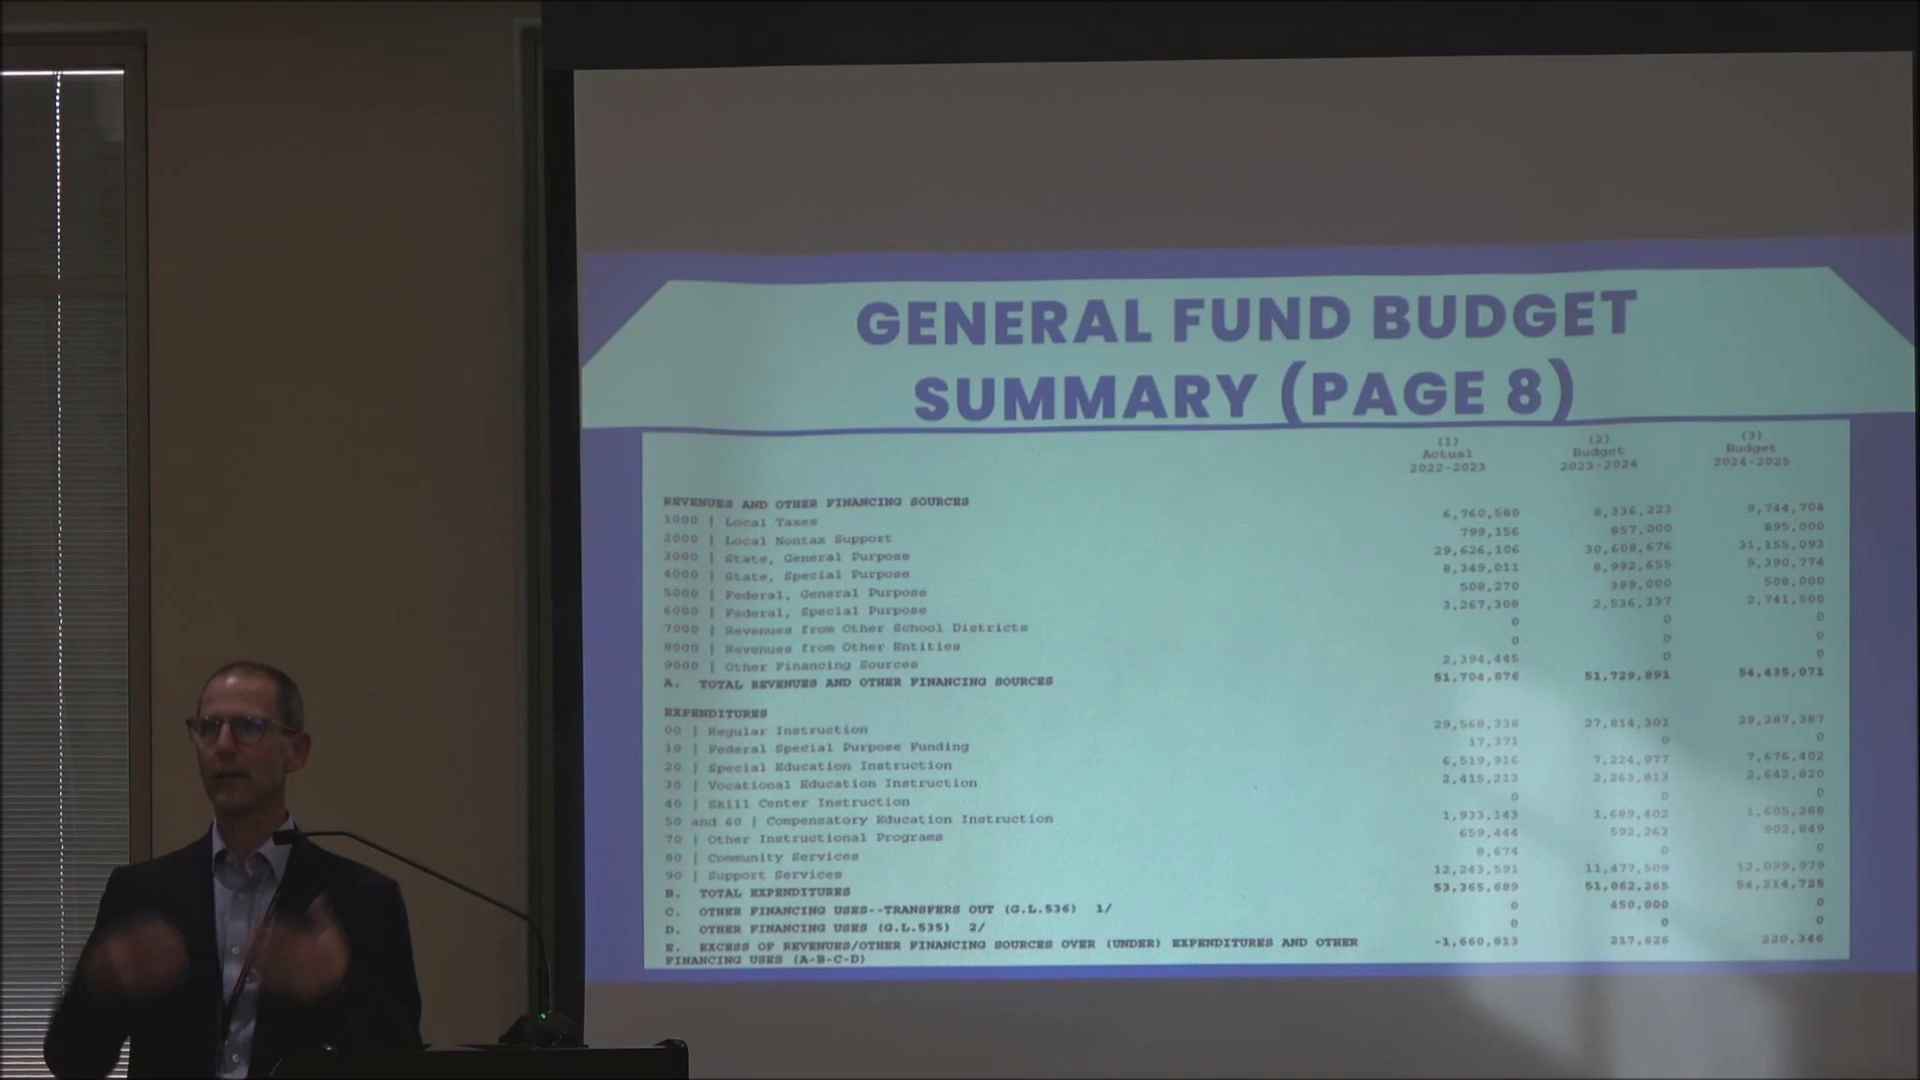 GENERAL FUND BUDGET
SUMMARY (PAGE 8)
(1) (2) (3)
Actual Budget Budget
2022-2023 2023-2024 2024-2025
REVENUES AND OTHER FINANCING SOURCES
1000 | Local Taxes 6,760,580 8,336,223 9,744,704
2000 | Local Nontax Support 799,156 857,000 895,000
3000 | State, General Purpose 29,626,106 30,608,676 31,155,093
4000 | State, Special Purpose 8,349,011 8,992,655 9,390,774
5000 | Federal, General Purpose 508,270 399,000 508,000
6000 | Federal, Special Purpose 3,267,308 2,536,337 2,741,500
7000 | Revenues from Other School Districts 0 0 0
8000 | Revenues from Other Entities 0 0 0
9000 | Other Financing Sources 2,394,445 0 0
A. TOTAL REVENUES AND OTHER FINANCING SOURCES 51,704,876 51,729,891 54,435,071
EXPENDITURES
00 | Regular Instruction 29,568,338 27,814,301 29,287,387
10 | Federal Special Purpose Funding 17,371 0 0
20 | Special Education Instruction 6,519,916 7,224,977 7,676,402
30 | Vocational Education Instruction 2,415,213 2,263,813 2,642,820
40 | Skill Center Instruction 0 0 0
50 and 60 | Compensatory Education Instruction 1,933,143 1,689,402 1,605,288
70 | Other Instructional Programs 659,444 592,263 902,849
80 | Community Services 8,674 0 0
90 | Support Services 12,243,591 11,477,509 12,099,979
B. TOTAL EXPENDITURES 53,365,689 51,062,265 54,214,725
C. OTHER FINANCING USES--TRANSFERS OUT (G.L.536) 1/ 0 450,000 0
D. OTHER FINANCING USES (G.L.535) 2/ 0 0 0
E. EXCESS OF REVENUES/OTHER FINANCING SOURCES OVER (UNDER) EXPENDITURES AND OTHER -1,660,813 217,626 220,346
FINANCING USES (A-B-C-D)